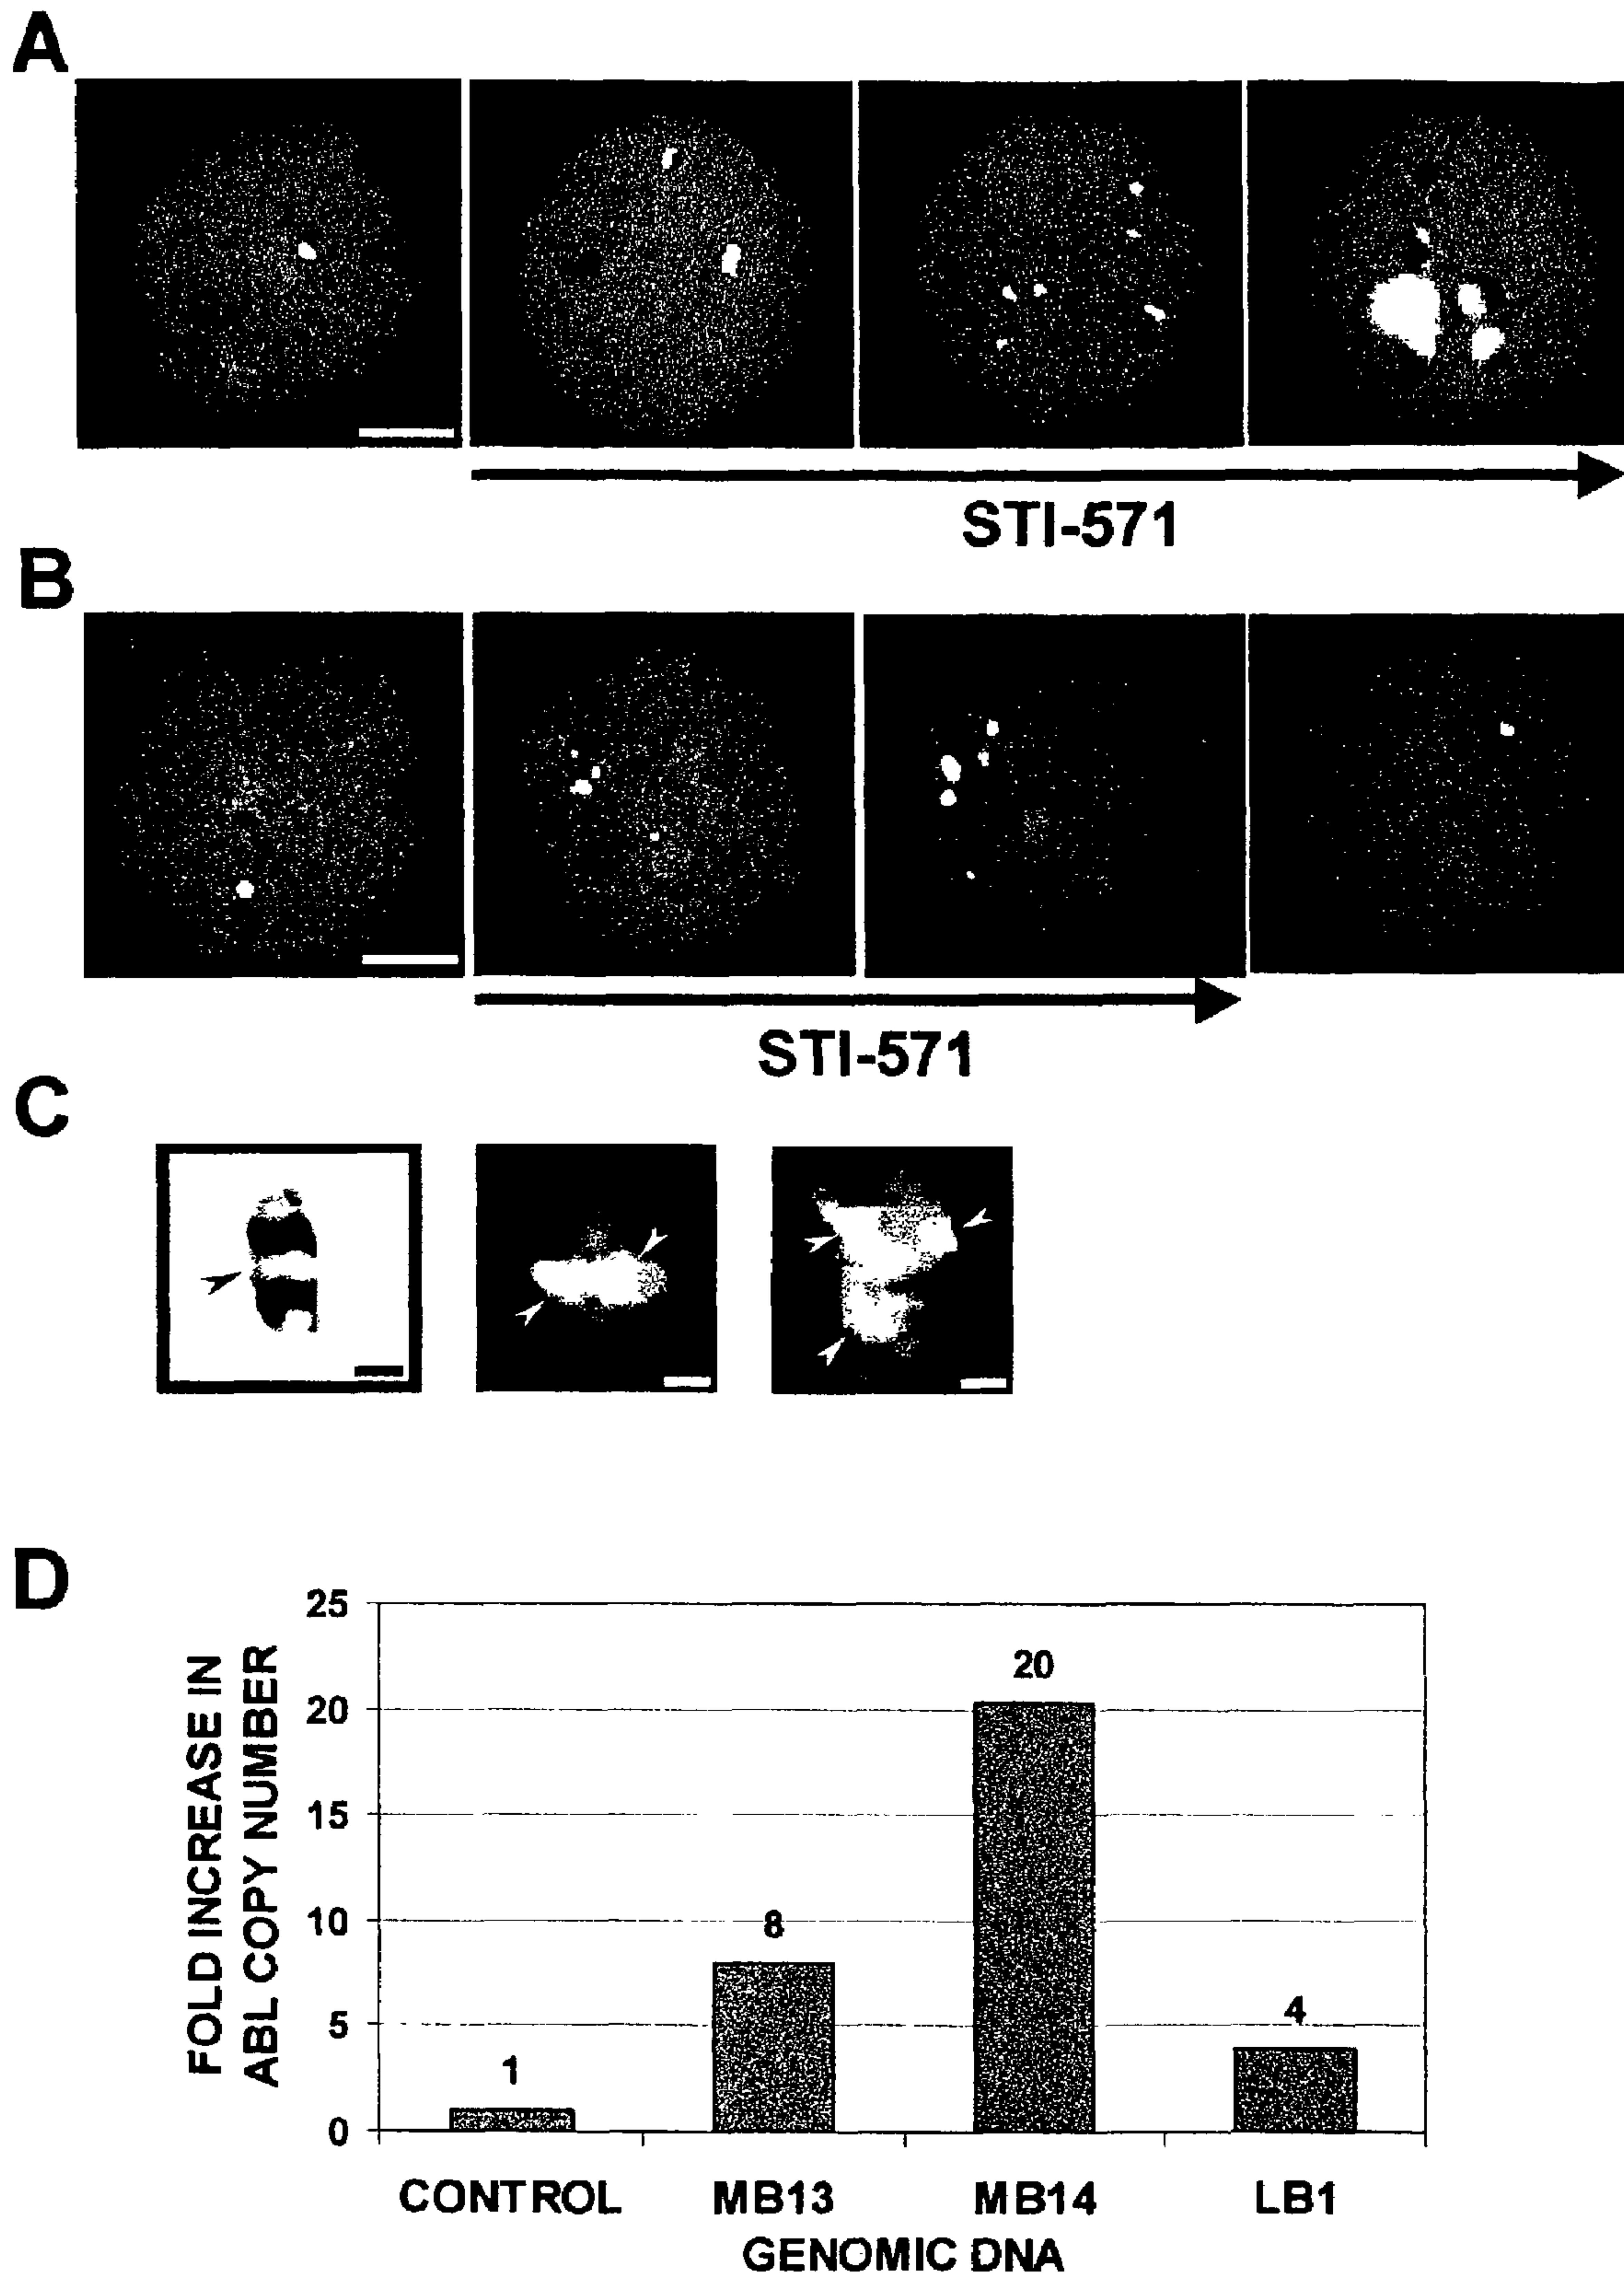 A
STI-571
B
STI-571
C
D
FOLD INCREASE IN
ABL COPY NUMBER
25
20
15
10
5
0
1
8
20
4
CONTROL MB13 MB14 LB1
GENOMIC DNA